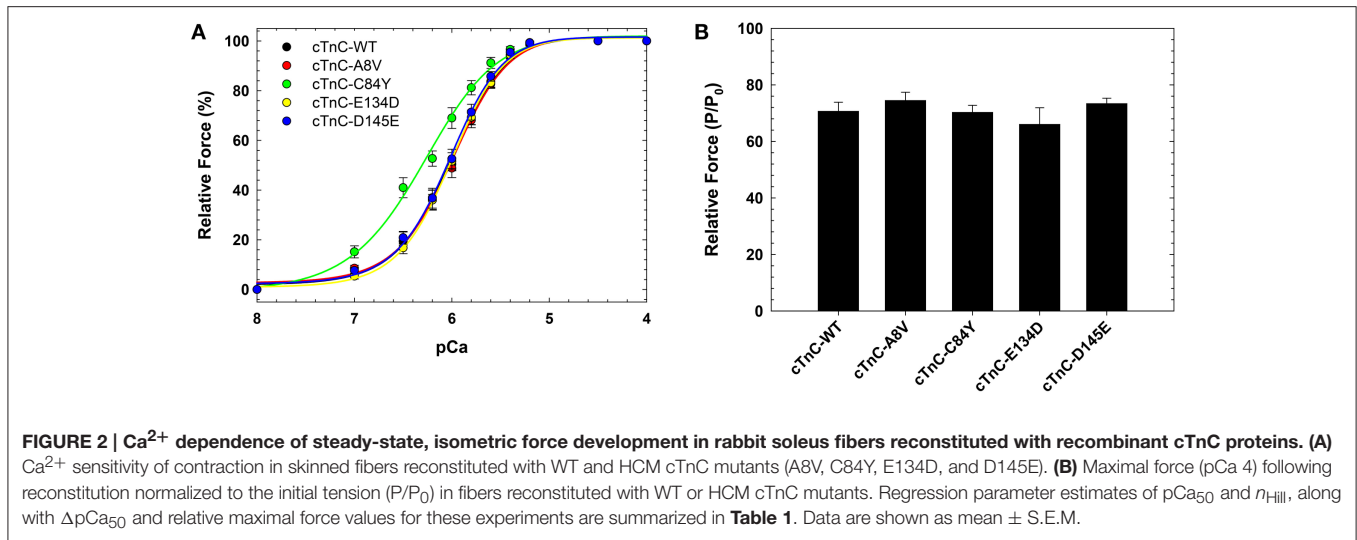 A
100
80
60
40
20
0
Relative Force (%)
cTnC-WT
cTnC-A8V
cTnC-C84Y
cTnC-E134D
cTnC-D145E
8 7 6 5 4
pCa
B
100
80
60
40
20
0
Relative Force (P/P₀)
cTnC-WT
cTnC-A8V
cTnC-C84Y
cTnC-E134D
cTnC-D145E
FIGURE 2 | Ca²⁺ dependence of steady-state, isometric force development in rabbit soleus fibers reconstituted with recombinant cTnC proteins. (A)
Ca²⁺ sensitivity of contraction in skinned fibers reconstituted with WT and HCM cTnC mutants (A8V, C84Y, E134D, and D145E). (B) Maximal force (pCa 4) following
reconstitution normalized to the initial tension (P/P₀) in fibers reconstituted with WT or HCM cTnC mutants. Regression parameter estimates of pCa₅₀ and nHill, along
with ΔpCa₅₀ and relative maximal force values for these experiments are summarized in Table 1. Data are shown as mean ± S.E.M.